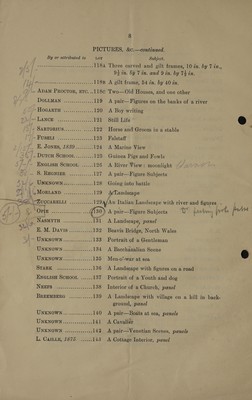 8
PICTURES, &c.—continued.
By or attributed to LOT Subject.
118A Three carved and gilt frames, 16 in. by 7 in.,
9½ in. by 7 in. and 9 in. by 7½ in.
118B A gilt frame, 24 in. by 40 in.
ADAM PROCTOR, ETC. 118C Two—Old Houses, and one other
DOLLMAN 119 A pair—Figures on the banks of a river
HOGARTH 120 A Boy writing
LANCE 121 Still Life
SARTORIUS 122 Horse and Groom in a stable
FUSELI 123 Falstaff
E. JONES, 1828 124 A Marine View
DUTCH SCHOOL 125 Guinea Pigs and Fowls
ENGLISH SCHOOL 126 A River View: moonlight
S. REGNIER 127 A pair—Figure Subjects
UNKNOWN 128 Going into battle
MORLAND 129 A Landscape
ZUCCARELLI 129A An Italian Landscape with river and figures
OPIE 130 A pair—Figure Subjects
NASMYTH 131 A Landscape, panel
E. M. DAVIS 132 Bearis Bridge, North Wales
UNKNOWN 133 Portrait of a Gentleman
UNKNOWN 134 A Bacchanalian Scene
UNKNOWN 135 Men-o'-war at sea
STARK 136 A Landscape with figures on a road
ENGLISH SCHOOL 137 Portrait of a Youth and dog
NEEFS 138 Interior of a Church, panel
BREEMBERG 139 A Landscape with village on a hill in back-
ground, panel
UNKNOWN 140 A pair—Boats at sea, panels
UNKNOWN 141 A Cavalier
UNKNOWN 142 A pair—Venetian Scenes, panels
L. CAILLE, 1872 143 A Cottage Interior, panel